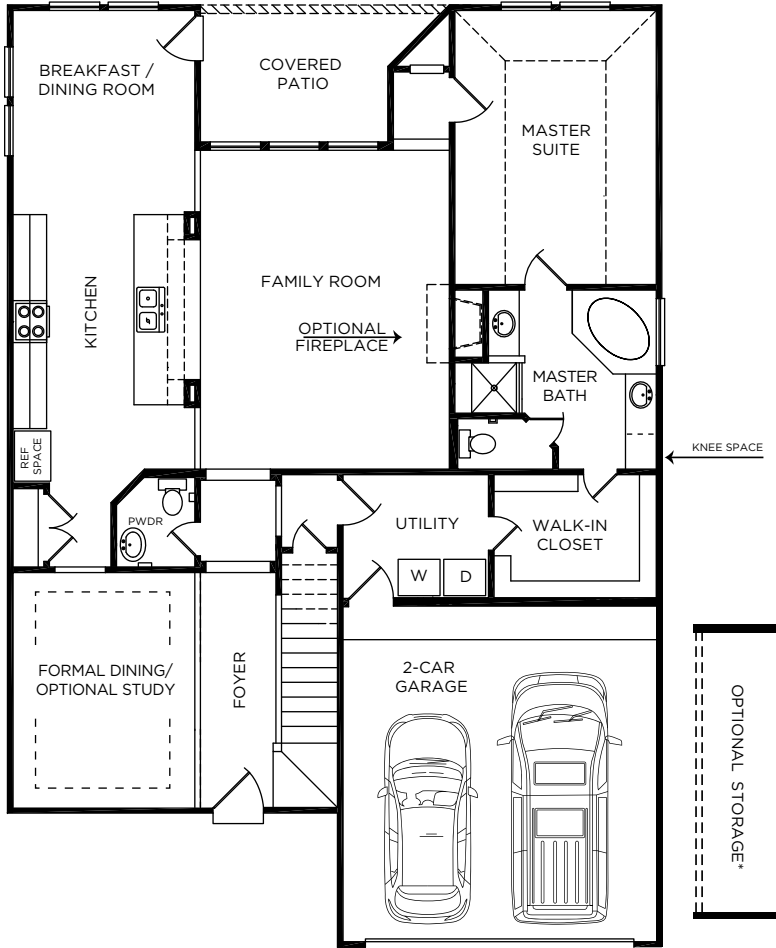 BREAKFAST /
DINING ROOM
COVERED
PATIO
MASTER
SUITE
KITCHEN
FAMILY ROOM
OPTIONAL
FIREPLACE
MASTER
BATH
REF
SPACE
KNEE SPACE
PWDR
UTILITY
WALK-IN
CLOSET
W
D
FORMAL DINING/
OPTIONAL STUDY
FOYER
2-CAR
GARAGE
OPTIONAL STORAGE*